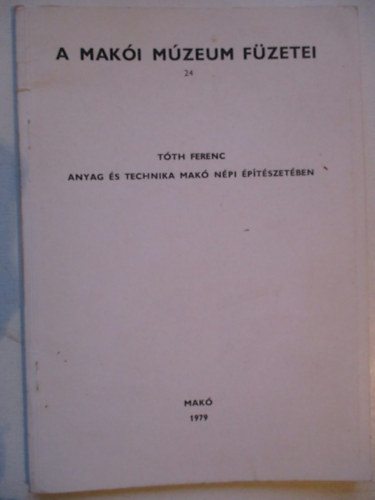 A MAKÓI MÚZEUM FÜZETEI
24
TÓTH FERENC
ANYAG ÉS TECHNIKA MAKÓ NÉPI ÉPÍTÉSZETÉBEN
MAKÓ
1979